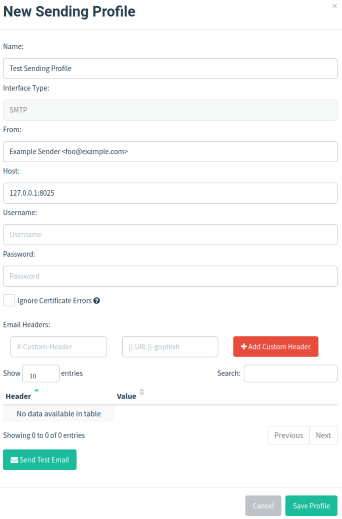 New Sending Profile
×
Name:
Test Sending Profile
Interface Type:
SMTP
From:
Example Sender <foo@example.com>
Host:
127.0.0.1:8025
Username:
Username
Password:
Password
Ignore Certificate Errors ?
Email Headers:
X-Custom-Header {{.URL}}-gophish + Add Custom Header
Show 10 entries Search:
Header Value
No data available in table
Showing 0 to 0 of 0 entries
Previous Next
Send Test Email
Cancel Save Profile